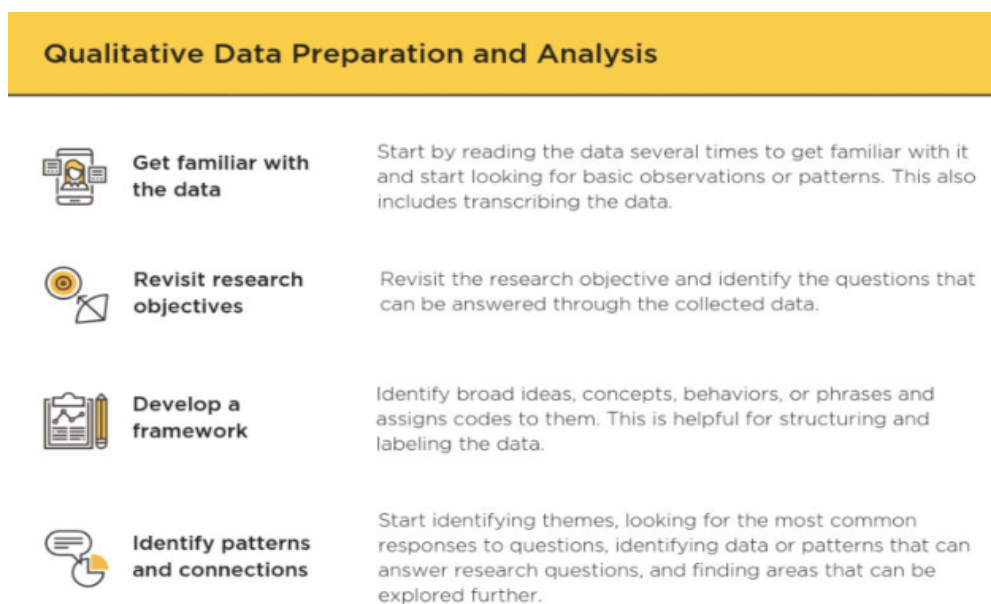 Qualitative Data Preparation and Analysis
Get familiar with
the data
Start by reading the data several times to get familiar with it
and start looking for basic observations or patterns. This also
includes transcribing the data.
Revisit research
objectives
Revisit the research objective and identify the questions that
can be answered through the collected data.
Develop a
framework
Identify broad ideas, concepts, behaviors, or phrases and
assigns codes to them. This is helpful for structuring and
labeling the data.
Identify patterns
and connections
Start identifying themes, looking for the most common
responses to questions, identifying data or patterns that can
answer research questions, and finding areas that can be
explored further.